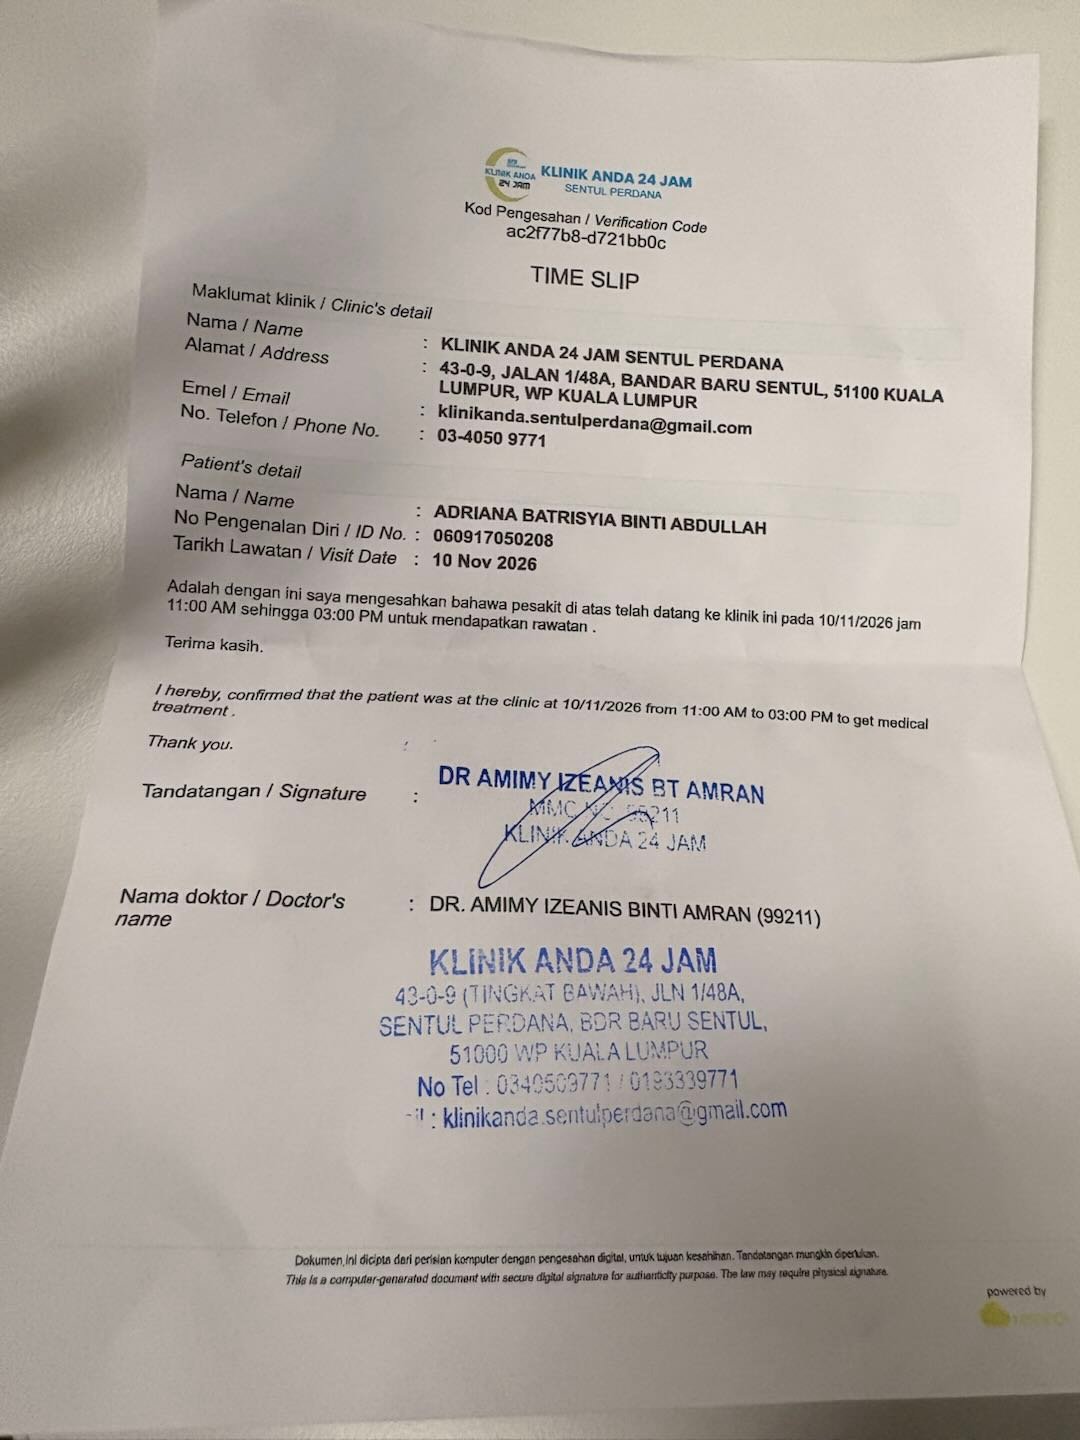 KLINIK ANDA
24 JAM
KLINIK ANDA 24 JAM
SENTUL PERDANA
Kod Pengesahan / Verification Code
ac2f77b8-d721bb0c
TIME SLIP
Maklumat klinik / Clinic's detail
Nama / Name : KLINIK ANDA 24 JAM SENTUL PERDANA
Alamat / Address : 43-0-9, JALAN 1/48A, BANDAR BARU SENTUL, 51100 KUALA
LUMPUR, WP KUALA LUMPUR
Emel / Email : klinikanda.sentulperdana@gmail.com
No. Telefon / Phone No. : 03-4050 9771
Patient's detail
Nama / Name : ADRIANA BATRISYIA BINTI ABDULLAH
No Pengenalan Diri / ID No. : 060917050208
Tarikh Lawatan / Visit Date : 10 Nov 2026
Adalah dengan ini saya mengesahkan bahawa pesakit di atas telah datang ke klinik ini pada 10/11/2026 jam
11:00 AM sehingga 03:00 PM untuk mendapatkan rawatan .
Terima kasih.
I hereby, confirmed that the patient was at the clinic at 10/11/2026 from 11:00 AM to 03:00 PM to get medical
treatment .
Thank you. :
Tandatangan / Signature :
DR AMIMY IZEANIS BT AMRAN
MMC NO: 99211
KLINIK ANDA 24 JAM
Nama doktor / Doctor's : DR. AMIMY IZEANIS BINTI AMRAN (99211)
name
KLINIK ANDA 24 JAM
43-0-9 (TINGKAT BAWAH), JLN 1/48A,
SENTUL PERDANA, BDR BARU SENTUL,
51000 WP KUALA LUMPUR
No Tel : 0340509771 / 0193339771
: klinikanda.sentulperdana@gmail.com
Dokumen ini dicipta dari perisian komputer dengan pengesahan digital, untuk tujuan kesahihan. Tandatangan mungkin diperlukan.
This is a computer-generated document with secure digital signature for authenticity purpose. The law may require physical signature.
powered by